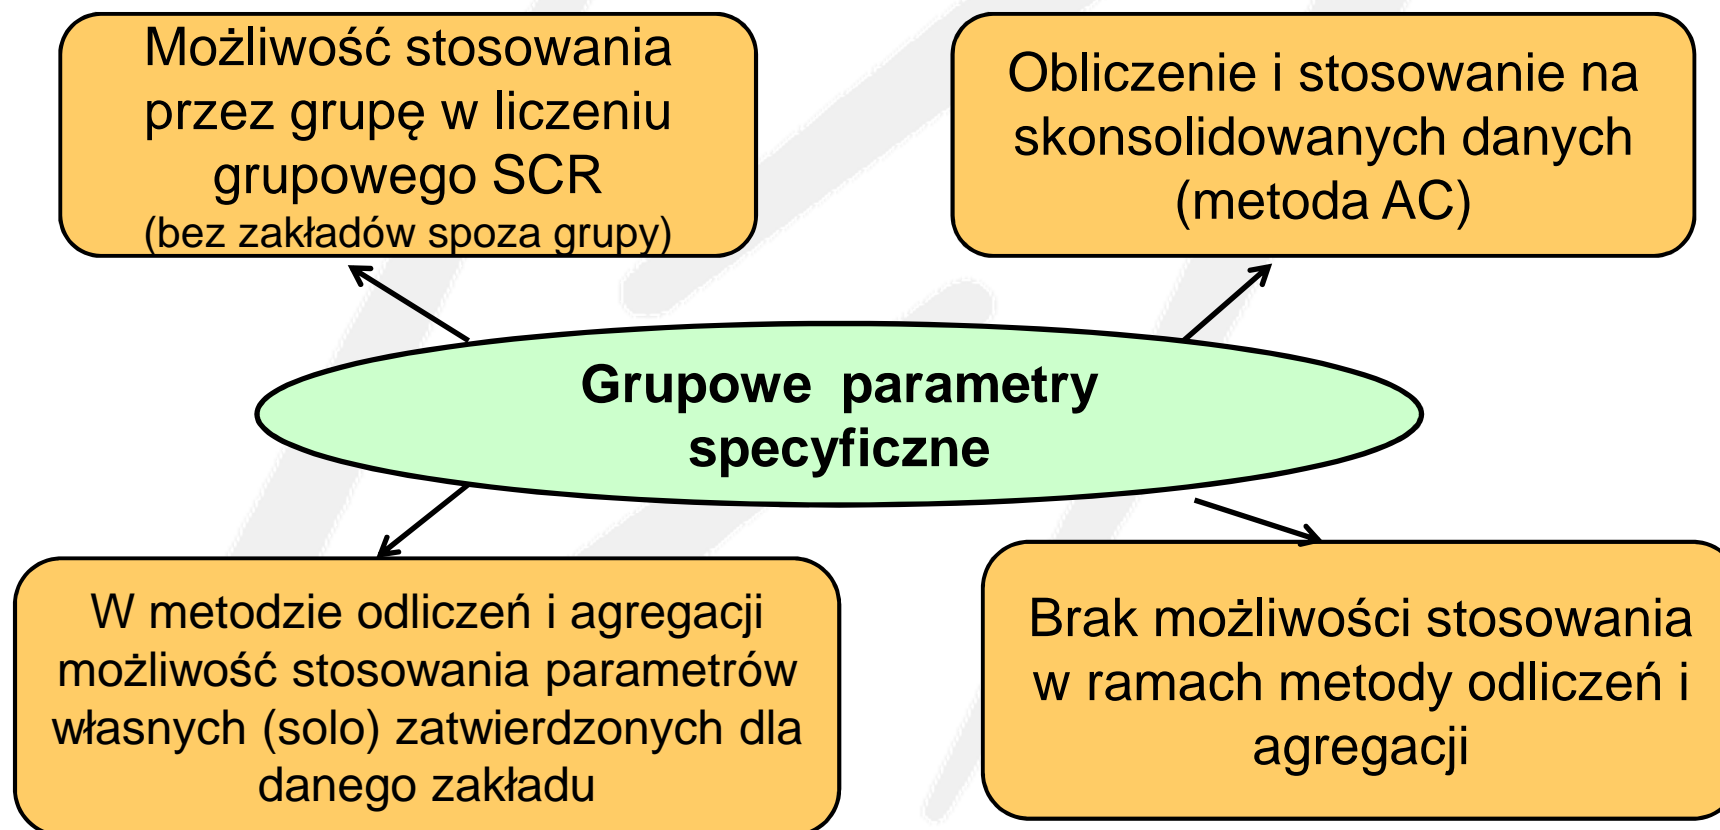 Możliwość stosowania
przez grupę w liczeniu
grupowego SCR
(bez zakładów spoza grupy)
Obliczenie i stosowanie na
skonsolidowanych danych
(metoda AC)
Grupowe parametry
specyficzne
W metodzie odliczeń i agregacji
możliwość stosowania parametrów
własnych (solo) zatwierdzonych dla
danego zakładu
Brak możliwości stosowania
w ramach metody odliczeń i
agregacji